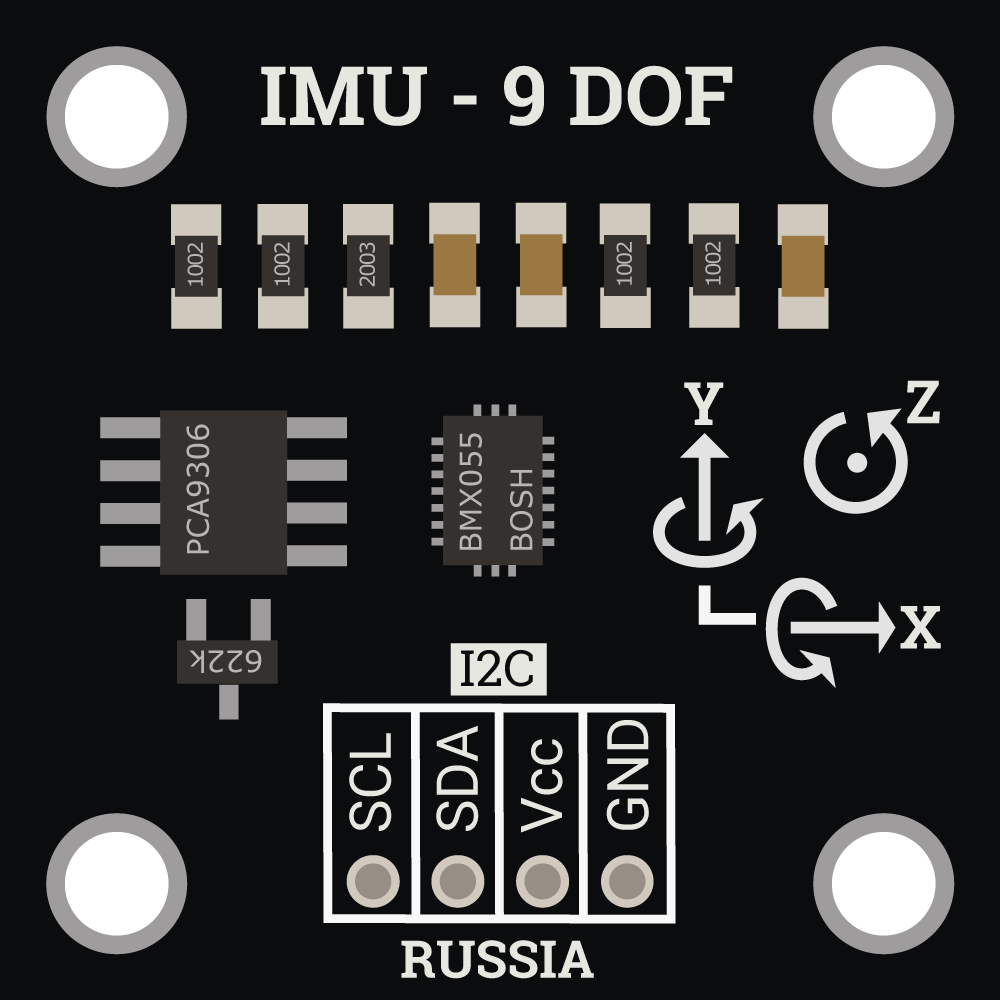 IMU - 9 DOF
1002
1002
2003
1002
1002
PCA9306
BMX055
BOSH
Y
Z
X
622k
I2C
SCL
SDA
Vcc
GND
RUSSIA